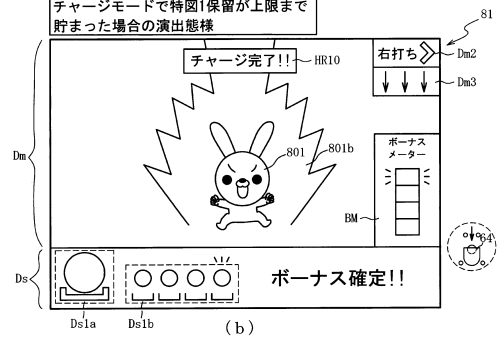 チャージモードで特図1保留が上限まで
貯まった場合の演出態様
81
チャージ完了!!
HR10
右打ち
Dm2
Dm3
Dm
801
801b
ボーナス
メーター
BM
64
Ds
ボーナス確定!!
Ds1a
Ds1b
(b)